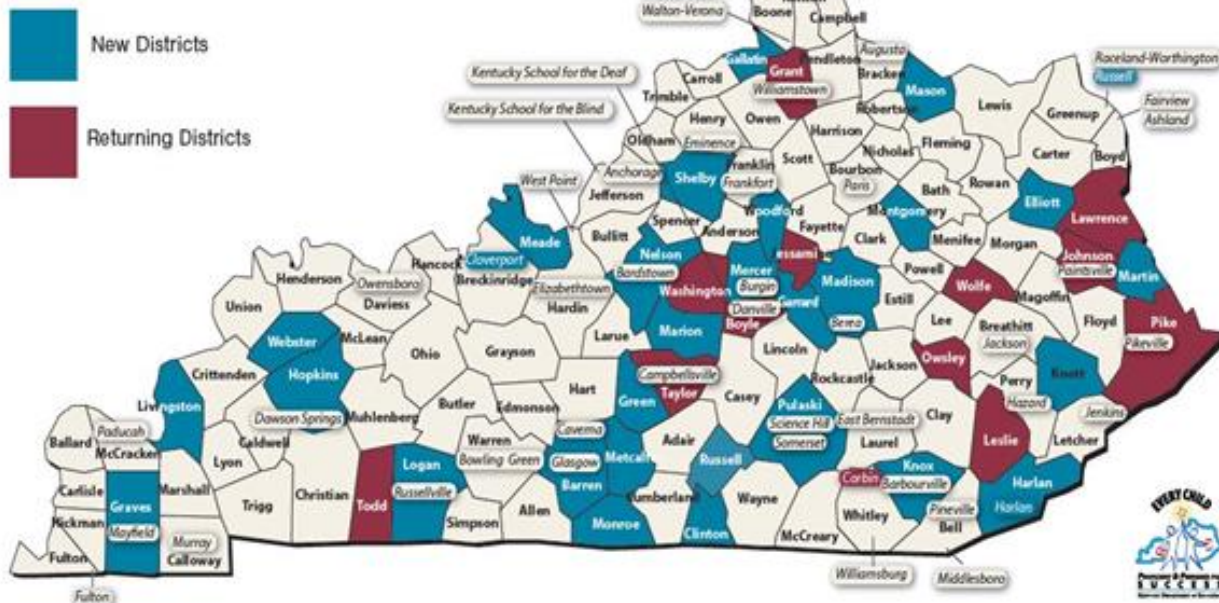 New Districts
Returning Districts
Walton-Verona
Boone
Campbell
Gallatin
Grant
Pendleton
Williamstown
Augusta
Bracken
Mason
Raceland-Worthington
Russell
Fairview
Ashland
Kentucky School for the Deaf
Kentucky School for the Blind
Carroll
Trimble
Henry
Owen
Robertson
Lewis
Greenup
Oldham
Eminence
Harrison
Nicholas
Fleming
Carter
Boyd
Anchorage
Shelby
Franklin
Frankfort
Scott
Bourbon
Paris
Bath
Rowan
Elliott
Lawrence
West Point
Jefferson
Spencer
Anderson
Woodford
Fayette
Montgomery
Clark
Menifee
Morgan
Meade
Bullitt
Nelson
Bardstown
Mercer
Burgin
essami
Madison
Powell
Wolfe
Magoffin
Johnson
Paintsville
Martin
Cloverport
Hancock
Breckinridge
Elizabethtown
Hardin
Washington
Danville
Boyle
Garrard
Berea
Estill
Lee
Breathitt
Jackson
Floyd
Pike
Pikeville
Henderson
Owensboro
Daviess
Union
Webster
McLean
Ohio
Grayson
Larue
Marion
Lincoln
Rockcastle
Jackson
Owsley
Perry
Hazard
Knott
Jenkins
Crittenden
Hopkins
Dawson Springs
Muhlenberg
Butler
Edmonson
Hart
Green
Campbellsville
Taylor
Casey
Pulaski
Science Hill
Somerset
East Bernstadt
Laurel
Clay
Leslie
Letcher
Livingston
Paducah
Ballard
McCracken
Caldwell
Lyon
Warren
Bowling Green
Caverna
Glasgow
Barren
Metcalf
Adair
Russell
Corbin
Knox
Barbourville
Harlan
Harlan
Carlisle
Graves
Mayfield
Marshall
Trigg
Christian
Todd
Logan
Russellville
Simpson
Allen
Monroe
Cumberland
Clinton
Wayne
McCreary
Whitley
Pineville
Bell
Hickman
Fulton
Murray
Calloway
Fulton
Williamsburg
Middlesboro
EVERY CHILD
SUCCESS